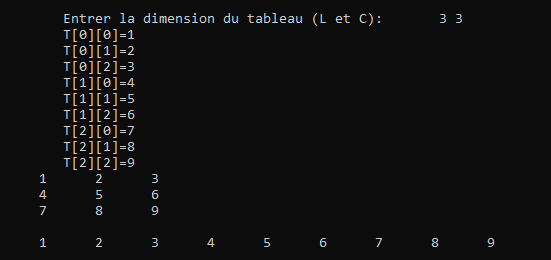 Entrer la dimension du tableau (L et C): 3 3
T[0][0]=1
T[0][1]=2
T[0][2]=3
T[1][0]=4
T[1][1]=5
T[1][2]=6
T[2][0]=7
T[2][1]=8
T[2][2]=9
1 2 3
4 5 6
7 8 9
1 2 3 4 5 6 7 8 9